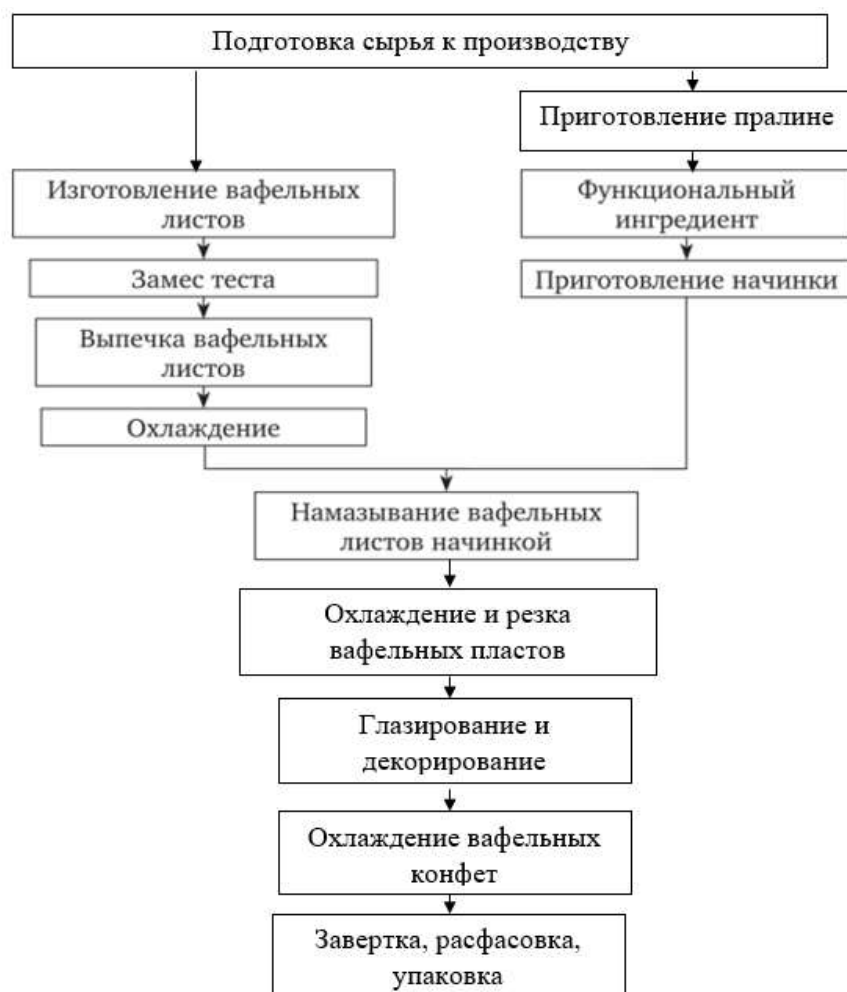 Подготовка сырья к производству
Приготовление пралине
Изготовление вафельных
листов
Функциональный
ингредиент
Замес теста
Приготовление начинки
Выпечка вафельных
листов
Охлаждение
Намазывание вафельных
листов начинкой
Охлаждение и резка
вафельных пластов
Глазирование и
декорирование
Охлаждение вафельных
конфет
Завертка, расфасовка,
упаковка